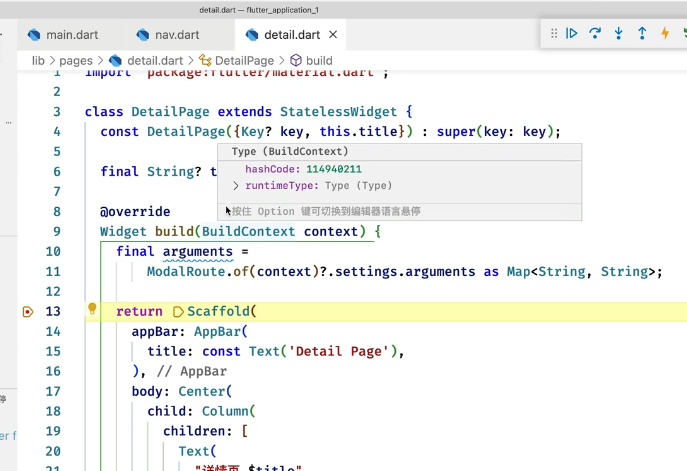 detail.dart — flutter_application_1
main.dart
nav.dart
detail.dart
lib > pages > detail.dart > DetailPage > build
1 import 'package:flutter/material.dart';
2
3 class DetailPage extends StatelessWidget {
4 const DetailPage({Key? key, this.title}) : super(key: key);
5
Type (BuildContext)
hashCode: 114940211
6 final String? t
runtimeType: Type (Type)
7
8 @override
按住 Option 键可切换到编辑器语言悬停
9 Widget build(BuildContext context) {
10 final arguments =
11 ModalRoute.of(context)?.settings.arguments as Map<String, String>;
12
13 return Scaffold(
14 appBar: AppBar(
15 title: const Text('Detail Page'),
16 ), // AppBar
17 body: Center(
18 child: Column(
停
19 children: [
er f
20 Text(
21 "详情页 $title"